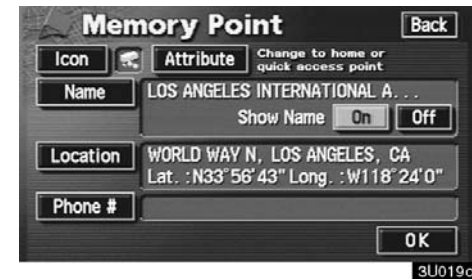 Memory Point Back
Icon Attribute Change to home or
quick access point
Name LOS ANGELES INTERNATIONAL A...
Show Name On Off
Location WORLD WAY N, LOS ANGELES, CA
Lat. :N33°56'43" Long. :W118°24'0"
Phone #
OK
3U019c